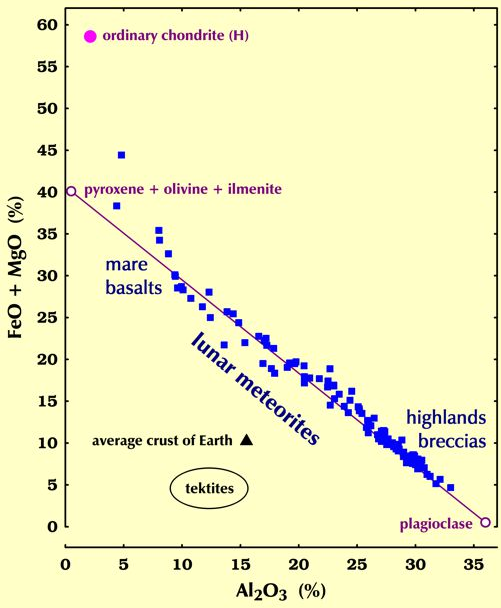 60
55
50
45
40
35
30
25
20
15
10
5
0
FeO + MgO (%)
ordinary chondrite (H)
pyroxene + olivine + ilmenite
mare
basalts
lunar meteorites
highlands
breccias
average crust of Earth
tektites
plagioclase
0 5 10 15 20 25 30 35
Al₂O₃ (%)